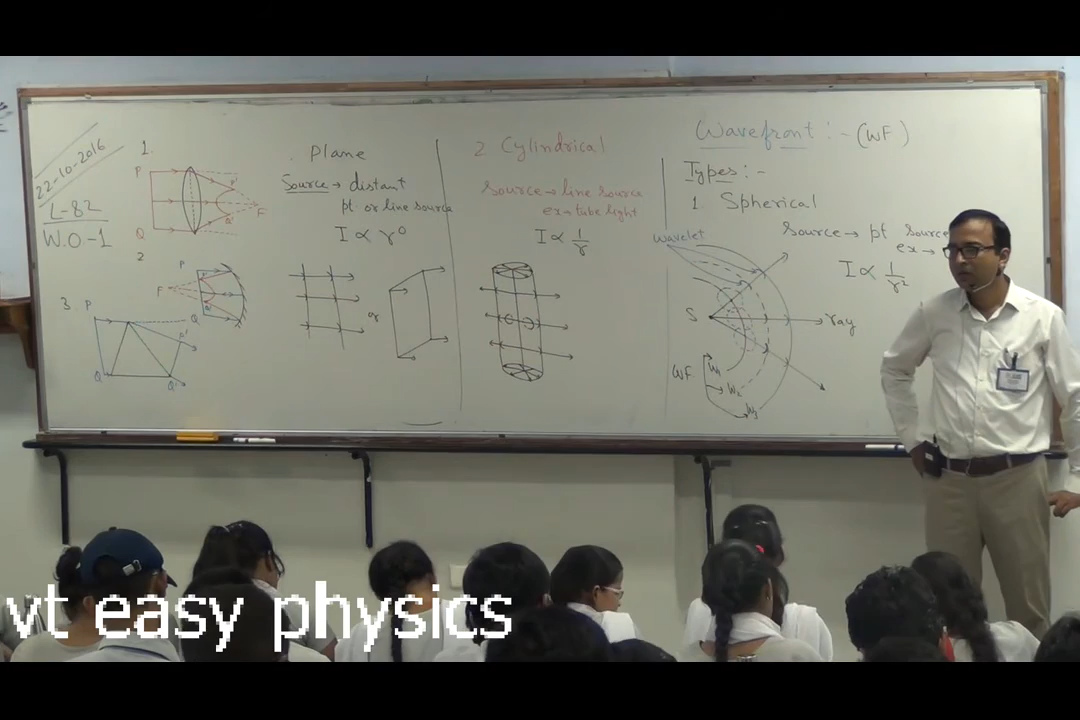 22-10-2016
L-82
W.O-1
1.
P
Q
P'
Q'
F
2
P
F
Q
3
P
Q
Q'
Plane
Source → distant
pt. or line source
I ∝ r⁰
or
2. Cylindrical
Source → line source
ex → tube light
I ∝ 1/r
Wavefront :- (WF)
Types :-
1. Spherical
Source → pt source
ex →
I ∝ 1/r²
Wavelet
S
ray
WF
W₁
W₂
W₃
vt easy physics